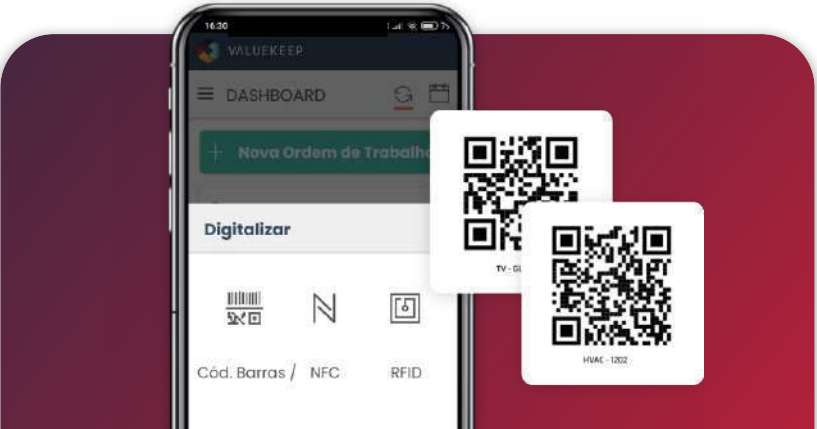 16:30
VALUEKEEP
DASHBOARD
Nova Ordem de Trabalho
Digitalizar
Cód. Barras /
NFC
RFID
TV - GL
HVAC - 1202